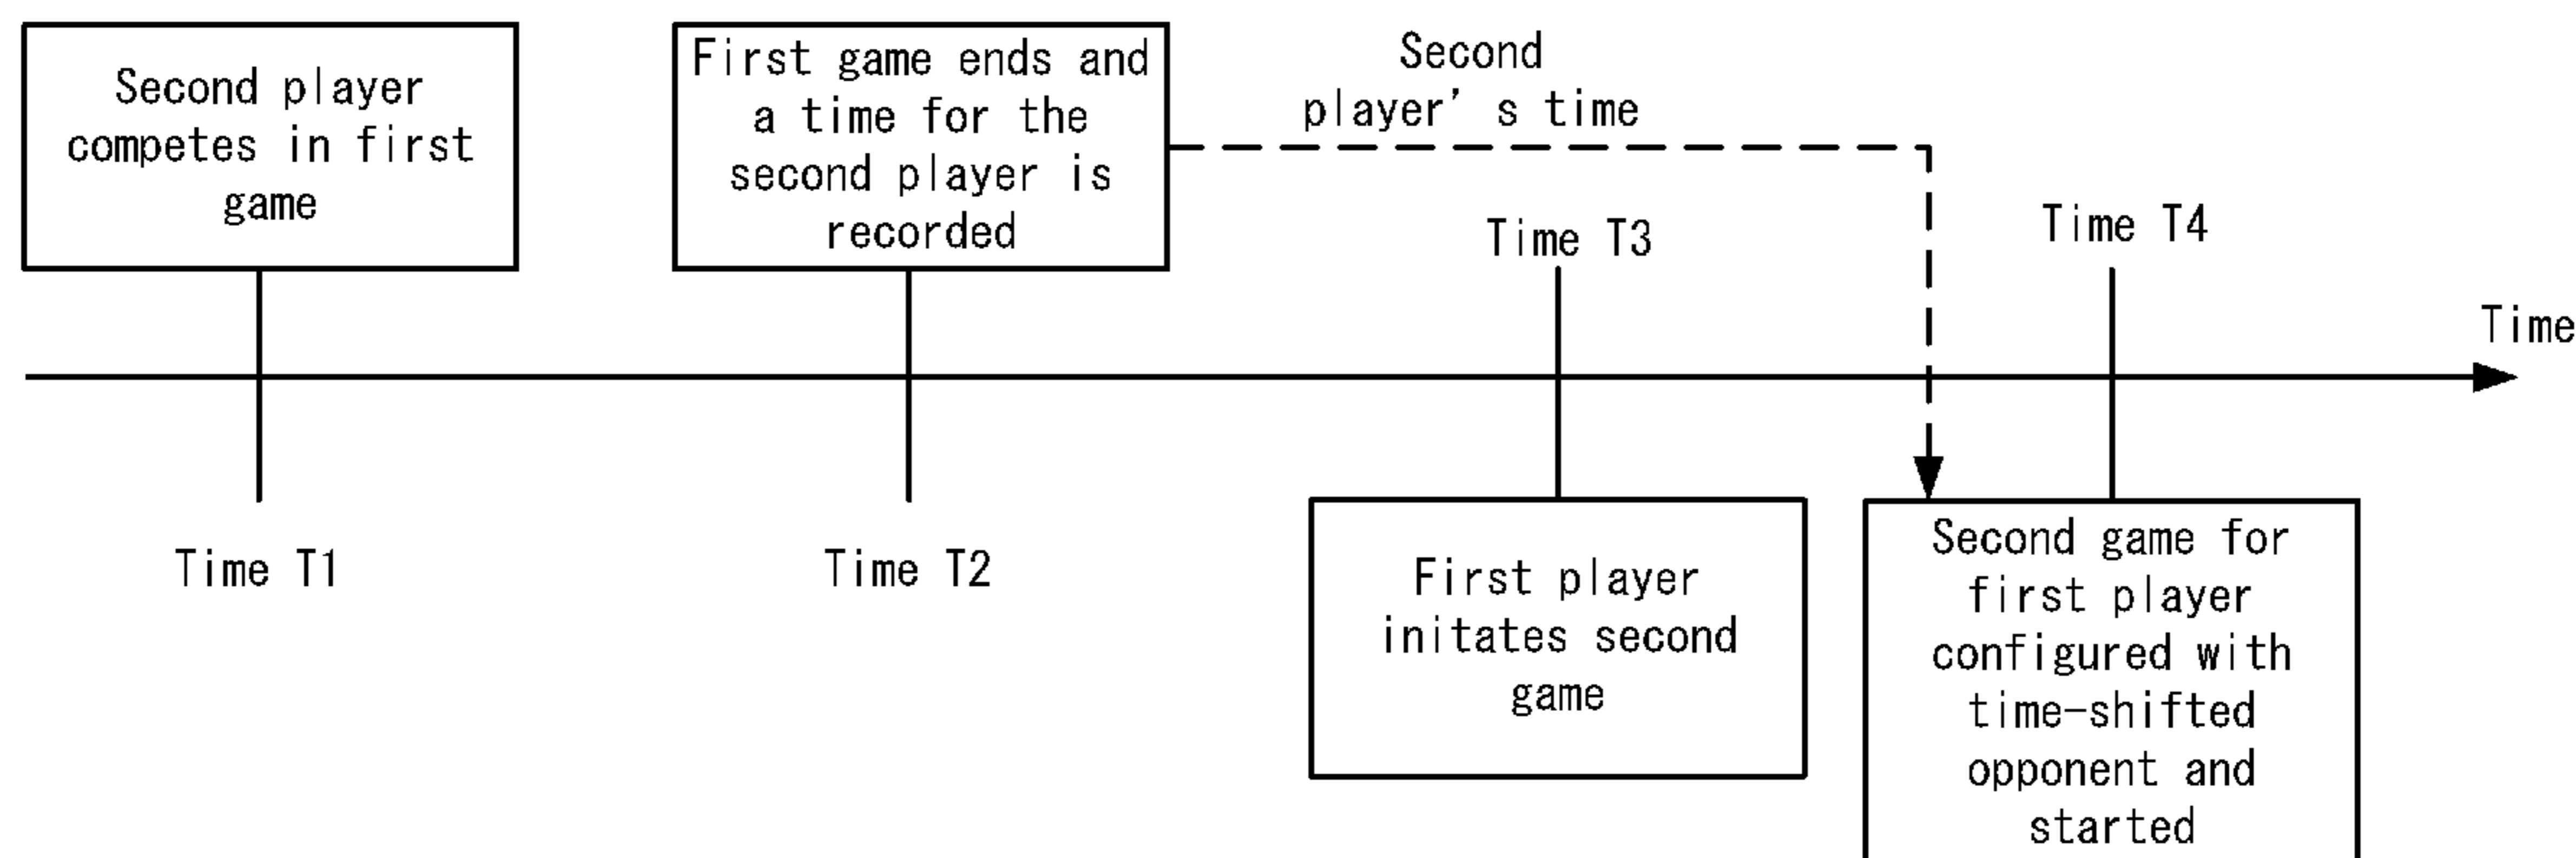 Second player
competes in first
game
First game ends and
a time for the
second player is
recorded
Second
player's time
Time T3
Time T4
Time
Time T1
Time T2
First player
initates second
game
Second game for
first player
configured with
time-shifted
opponent and
started